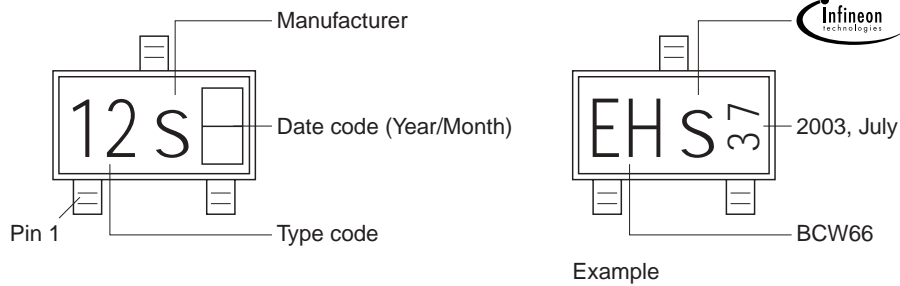 Manufacturer
12 s
Date code (Year/Month)
Pin 1
Type code
Infineon
technologies
EH s 37
2003, July
BCW66
Example